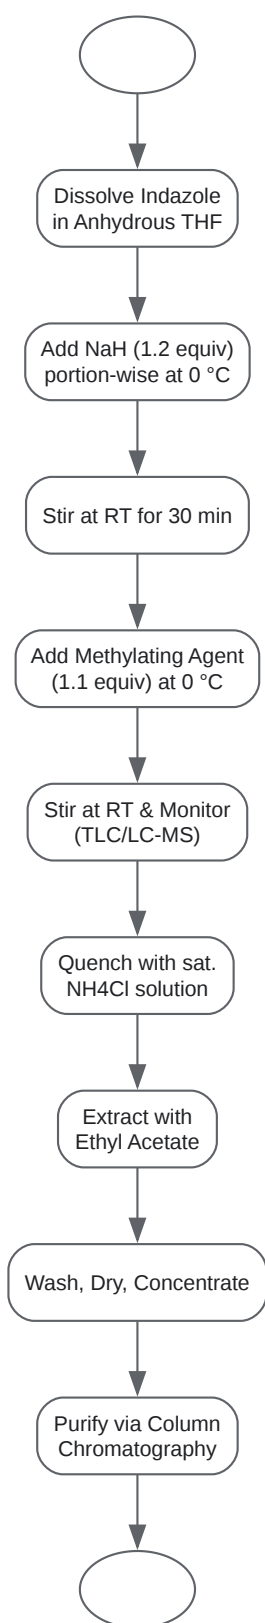 Dissolve Indazole
in Anhydrous THF
Add NaH (1.2 equiv)
portion-wise at 0 °C
Stir at RT for 30 min
Add Methylating Agent
(1.1 equiv) at 0 °C
Stir at RT & Monitor
(TLC/LC-MS)
Quench with sat.
NH4Cl solution
Extract with
Ethyl Acetate
Wash, Dry, Concentrate
Purify via Column
Chromatography